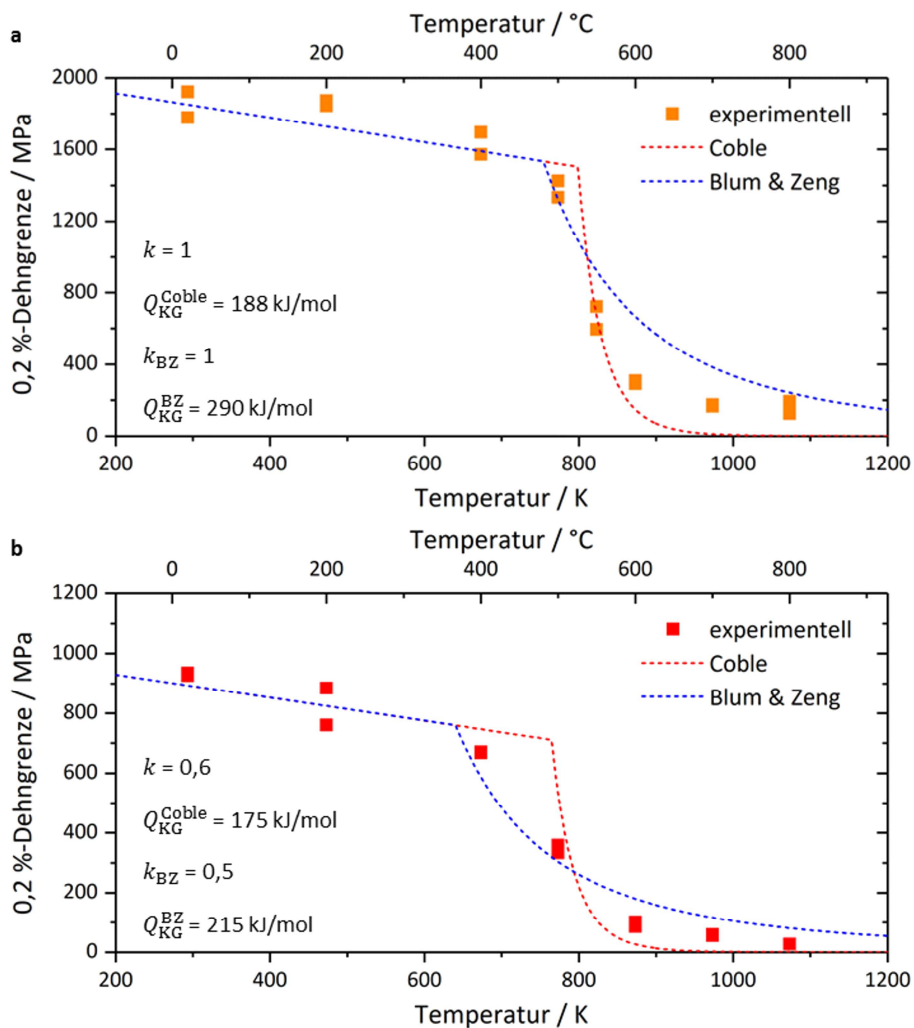 a
Temperatur / °C
0 200 400 600 800
2000
1600
1200
800
400
0
0,2 %-Dehngrenze / MPa
experimentell
Coble
Blum & Zeng
k = 1
Q_KG^Coble = 188 kJ/mol
k_BZ = 1
Q_KG^BZ = 290 kJ/mol
200 400 600 800 1000 1200
Temperatur / K
b
Temperatur / °C
0 200 400 600 800
1200
1000
800
600
400
200
0
0,2 %-Dehngrenze / MPa
experimentell
Coble
Blum & Zeng
k = 0,6
Q_KG^Coble = 175 kJ/mol
k_BZ = 0,5
Q_KG^BZ = 215 kJ/mol
200 400 600 800 1000 1200
Temperatur / K